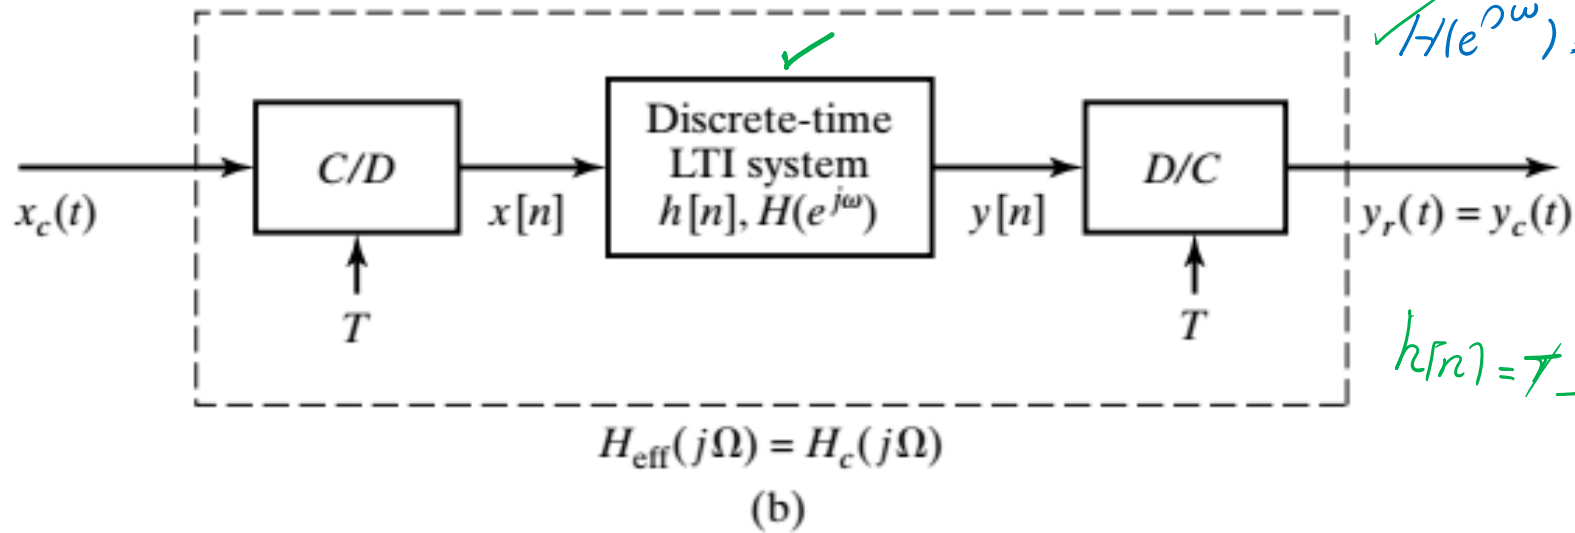 H(e^{jω}) =
C/D
Discrete-time
LTI system
h[n], H(e^{jω})
D/C
x_c(t)
x[n]
y[n]
y_r(t) = y_c(t)
T
T
h[n] = T
H_eff(jΩ) = H_c(jΩ)
(b)